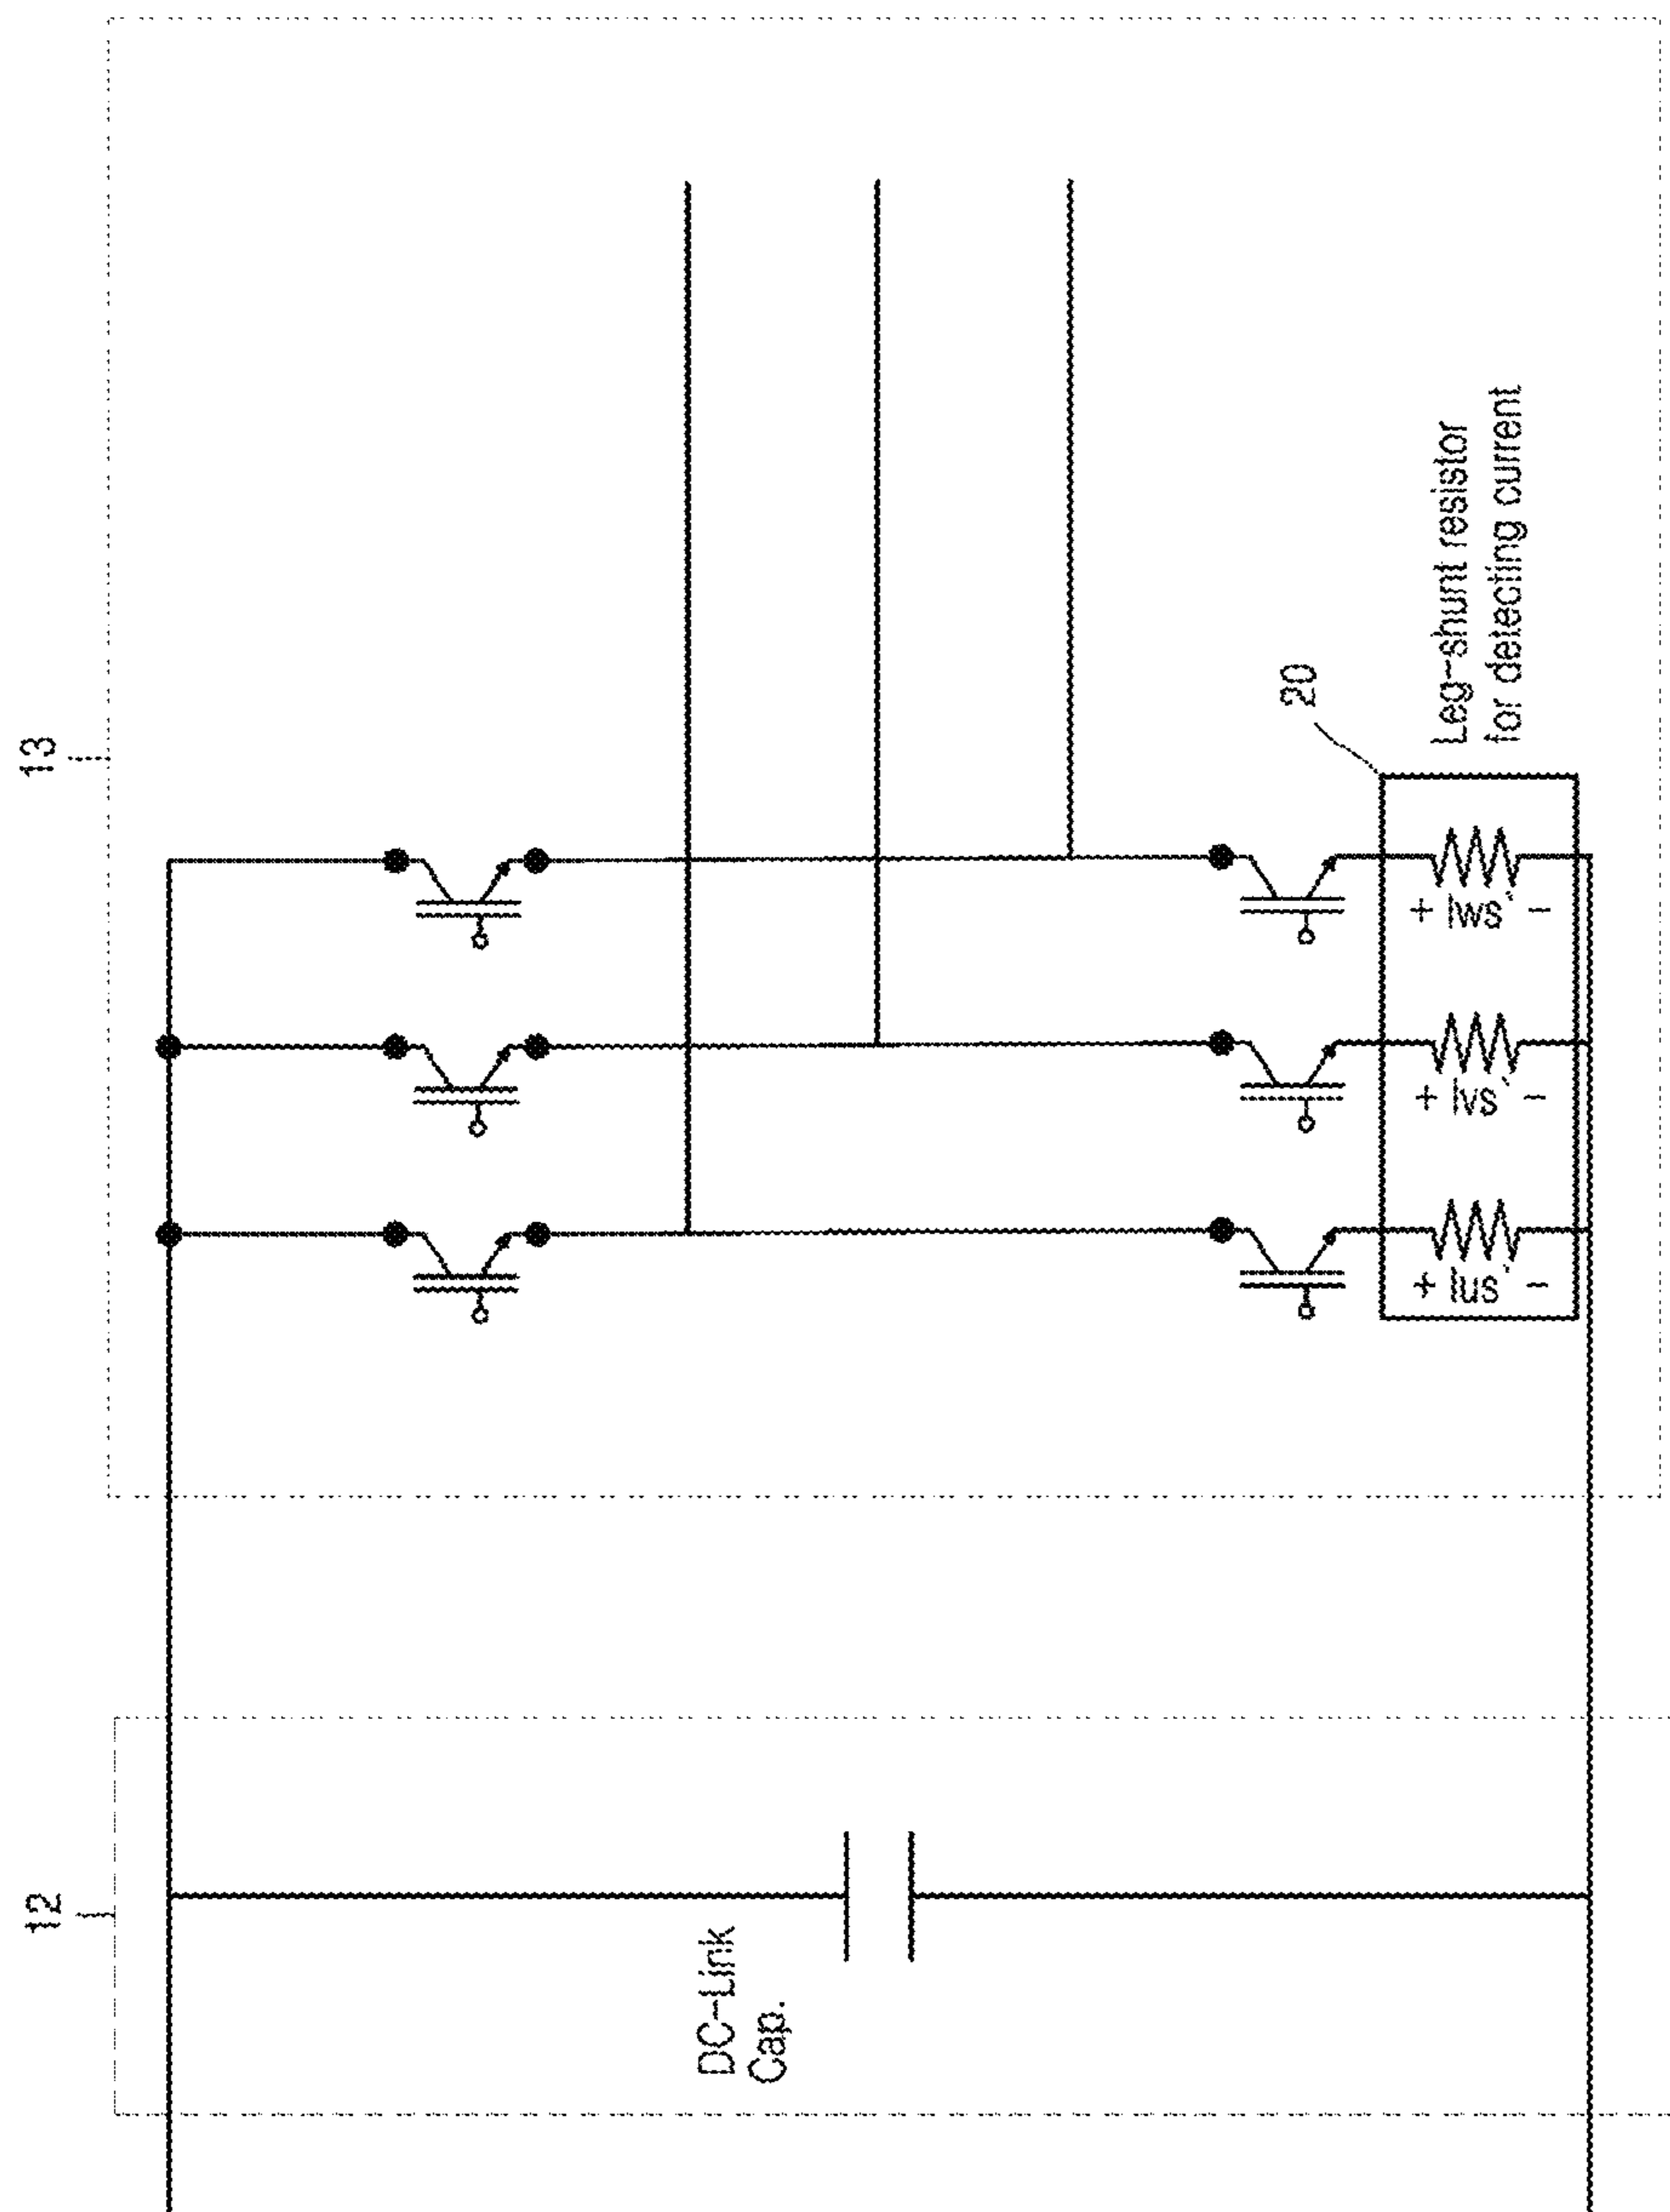 12
DC-Link
Cap.
13
20
Leg-shunt resistor
for detecting current
+ Ius` -
+ Ivs` -
+ Iws` -